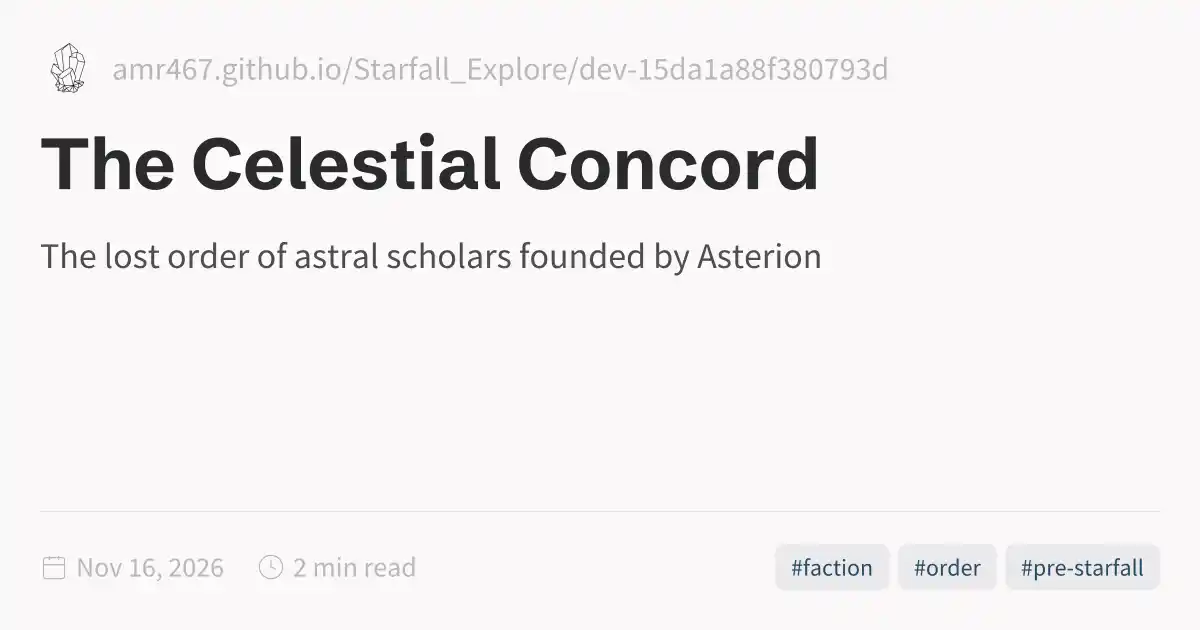 amr467.github.io/Starfall_Explore/dev-15da1a88f380793d
The Celestial Concord
The lost order of astral scholars founded by Asterion
Nov 16, 2026 2 min read #faction #order #pre-starfall